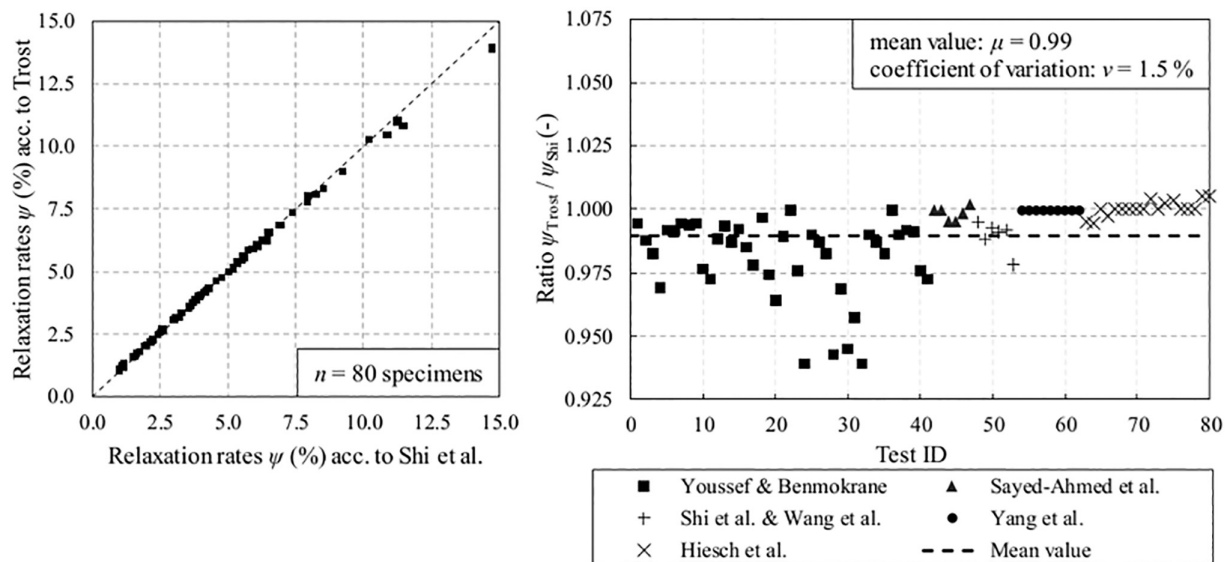 Relaxation rates ψ (%) acc. to Trost
15.0
12.5
10.0
7.5
5.0
2.5
0.0
n = 80 specimens
0.0 2.5 5.0 7.5 10.0 12.5 15.0
Relaxation rates ψ (%) acc. to Shi et al.
Ratio ψTrost / ψShi (-)
1.075
1.050
1.025
1.000
0.975
0.950
0.925
mean value: μ = 0.99
coefficient of variation: v = 1.5 %
0 10 20 30 40 50 60 70 80
Test ID
Youssef & Benmokrane
Sayed-Ahmed et al.
Shi et al. & Wang et al.
Yang et al.
Hiesch et al.
Mean value